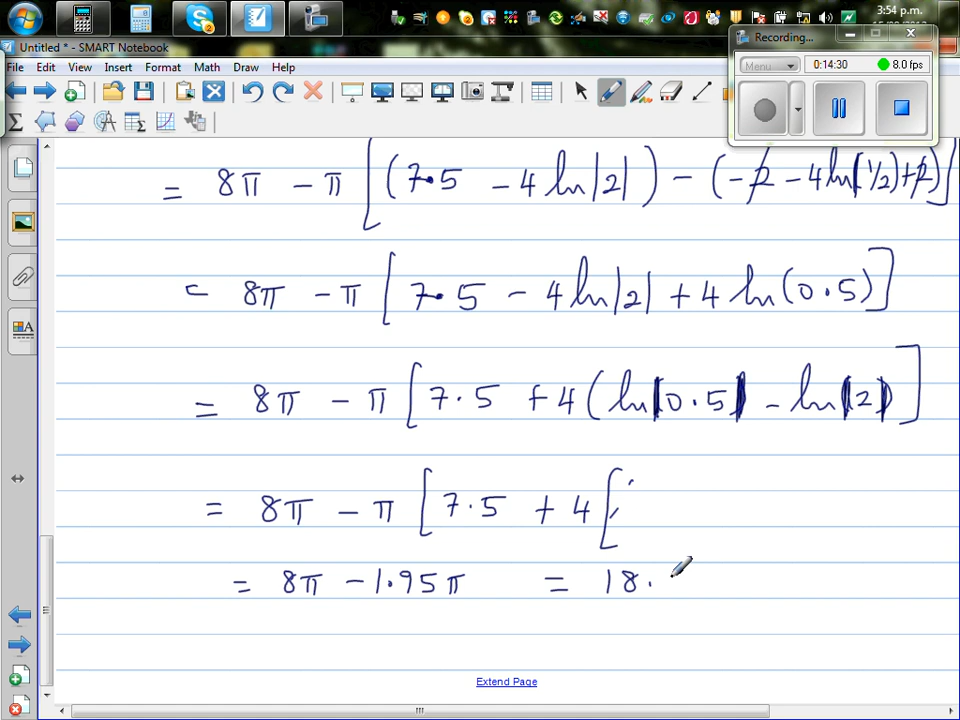 3:54 p.m.
Untitled * - SMART Notebook
Recording...
File Edit View Insert Format Math Draw Help
Menu 0:14:30 8.0 fps
= 8π - π [(7.5 - 4 ln|2|) - (-2 - 4ln(1/2)+2)]
= 8π - π [7.5 - 4 ln|2| + 4 ln(0.5)]
= 8π - π [7.5 + 4(ln|0.5| - ln|2|)]
= 8π - π [7.5 + 4[
= 8π - 1.95π = 18.
Extend Page